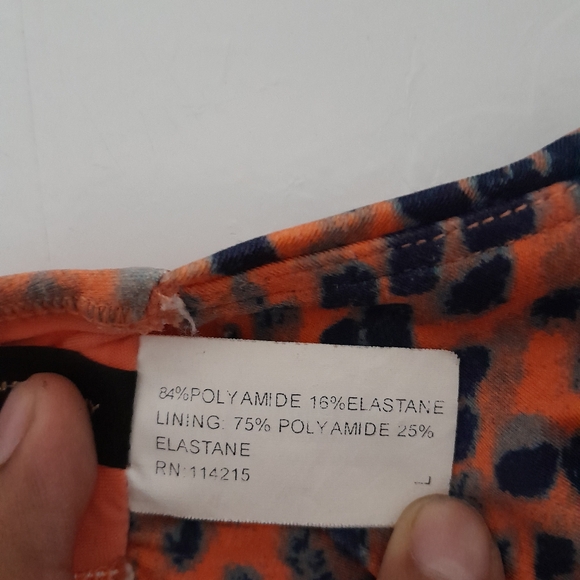 84%POLYAMIDE 16%ELASTANE
LINING: 75% POLYAMIDE 25%
ELASTANE
RN:114215
L